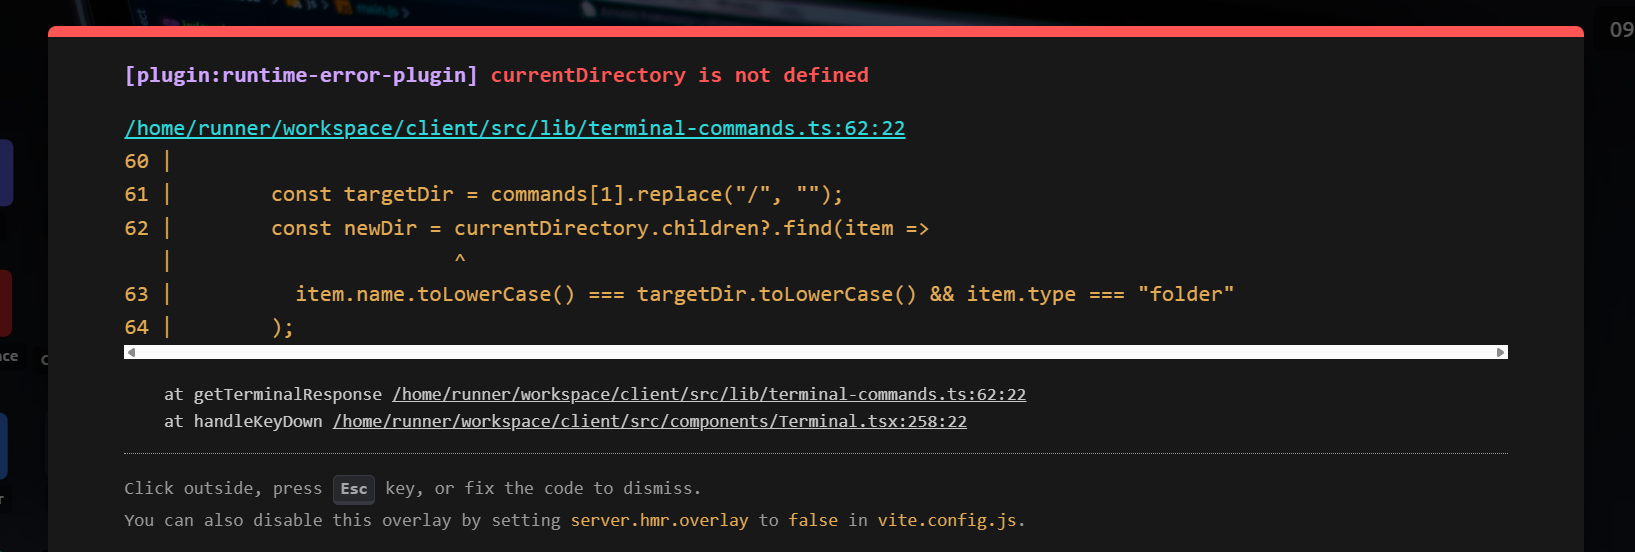 js > main.js >
09
[plugin:runtime-error-plugin] currentDirectory is not defined
/home/runner/workspace/client/src/lib/terminal-commands.ts:62:22
60 |
61 |        const targetDir = commands[1].replace("/", "");
62 |        const newDir = currentDirectory.children?.find(item =>
   |                       ^
63 |          item.name.toLowerCase() === targetDir.toLowerCase() && item.type === "folder"
64 |        );
at getTerminalResponse /home/runner/workspace/client/src/lib/terminal-commands.ts:62:22
at handleKeyDown /home/runner/workspace/client/src/components/Terminal.tsx:258:22
Click outside, press Esc key, or fix the code to dismiss.
You can also disable this overlay by setting server.hmr.overlay to false in vite.config.js.